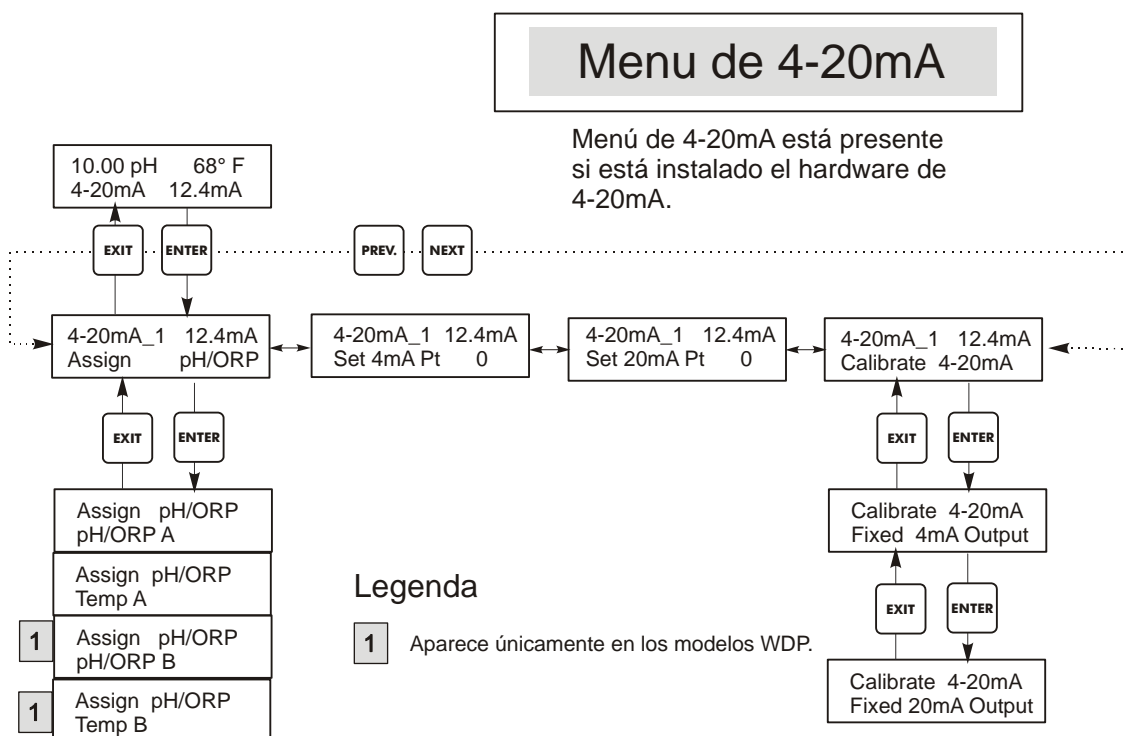 Menu de 4-20mA
Menú de 4-20mA está presente
si está instalado el hardware de
4-20mA.
10.00 pH 68° F
4-20mA 12.4mA
EXIT
ENTER
PREV.
NEXT
4-20mA_1 12.4mA
Assign pH/ORP
4-20mA_1 12.4mA
Set 4mA Pt 0
4-20mA_1 12.4mA
Set 20mA Pt 0
4-20mA_1 12.4mA
Calibrate 4-20mA
EXIT
ENTER
EXIT
ENTER
Assign pH/ORP
pH/ORP A
Assign pH/ORP
Temp A
1
Assign pH/ORP
pH/ORP B
1
Assign pH/ORP
Temp B
Legenda
1 Aparece únicamente en los modelos WDP.
Calibrate 4-20mA
Fixed 4mA Output
EXIT
ENTER
Calibrate 4-20mA
Fixed 20mA Output